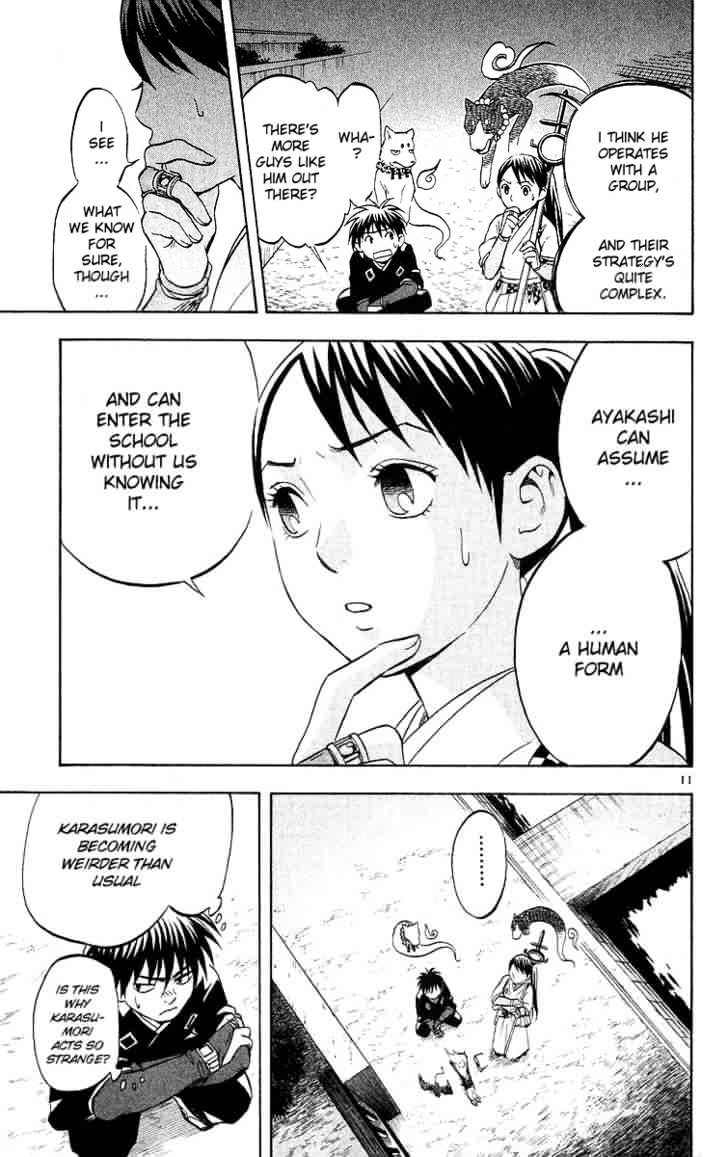 I THINK HE
OPERATES
WITH A
GROUP,
AND THEIR
STRATEGY'S
QUITE
COMPLEX.
WHA-
?
THERE'S
MORE
GUYS LIKE
HIM OUT
THERE?
I
SEE
...
WHAT
WE KNOW
FOR
SURE,
THOUGH
...
AYAKASHI
CAN
ASSUME
...
...
A HUMAN
FORM
AND CAN
ENTER THE
SCHOOL
WITHOUT US
KNOWING
IT...
11
........
KARASUMORI IS
BECOMING
WEIRDER THAN
USUAL
IS THIS
WHY
KARASU-
MORI
ACTS SO
STRANGE?